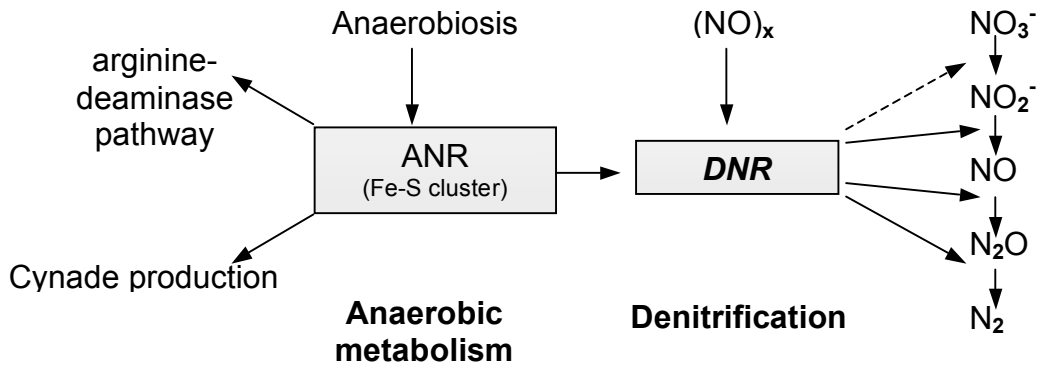 Anaerobiosis
(NO)x
NO3-
arginine-
deaminase
pathway
NO2-
ANR
(Fe-S cluster)
DNR
NO
N2O
Cynade production
Anaerobic
metabolism
Denitrification
N2